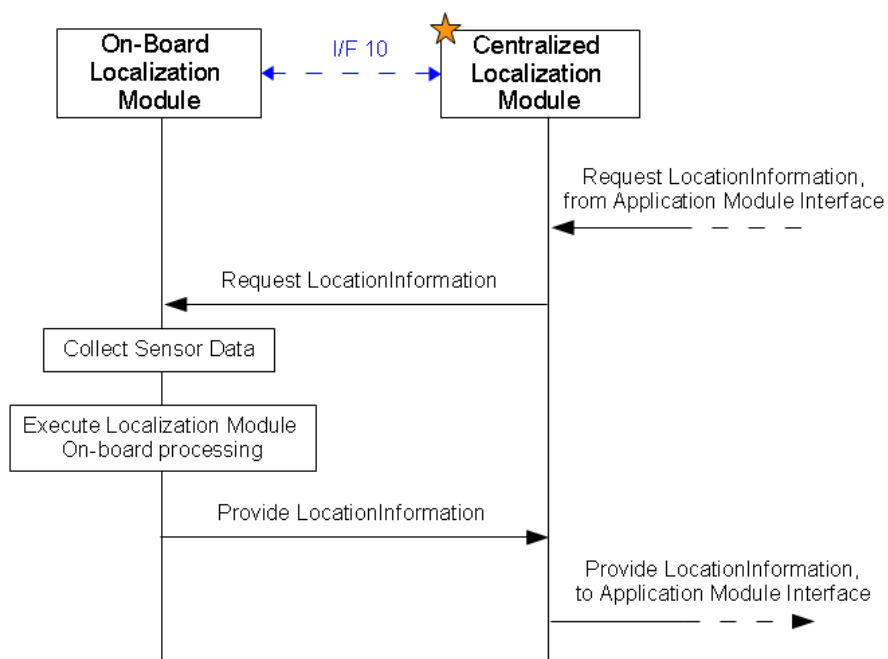 On-Board
Localization
Module
I/F 10
Centralized
Localization
Module
Request LocationInformation,
from Application Module Interface
Request LocationInformation
Collect Sensor Data
Execute Localization Module
On-board processing
Provide LocationInformation
Provide LocationInformation,
to Application Module Interface